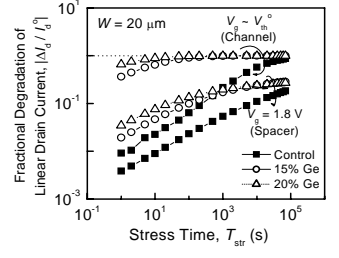 Fractional Degradation of
Linear Drain Current, |ΔI_d / I_d^o|
W = 20 μm
V_g ~ V_th^o
(Channel)
V_g = 1.8 V
(Spacer)
Control
15% Ge
20% Ge
10^1
10^-1
10^-3
10^-1 10^1 10^3 10^5 10^7
Stress Time, T_str (s)